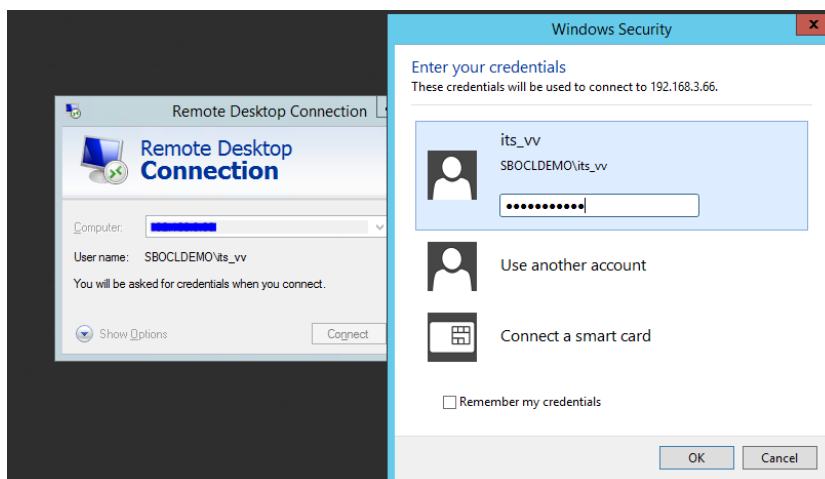 Remote Desktop Connection
Remote Desktop
Connection
Computer:
User name: SBOCLDEMO\its_vv
You will be asked for credentials when you connect.
Show Options
Connect
Windows Security
x
Enter your credentials
These credentials will be used to connect to 192.168.3.66.
its_vv
SBOCLDEMO\its_vv
●●●●●●●●●●●
Use another account
Connect a smart card
Remember my credentials
OK
Cancel